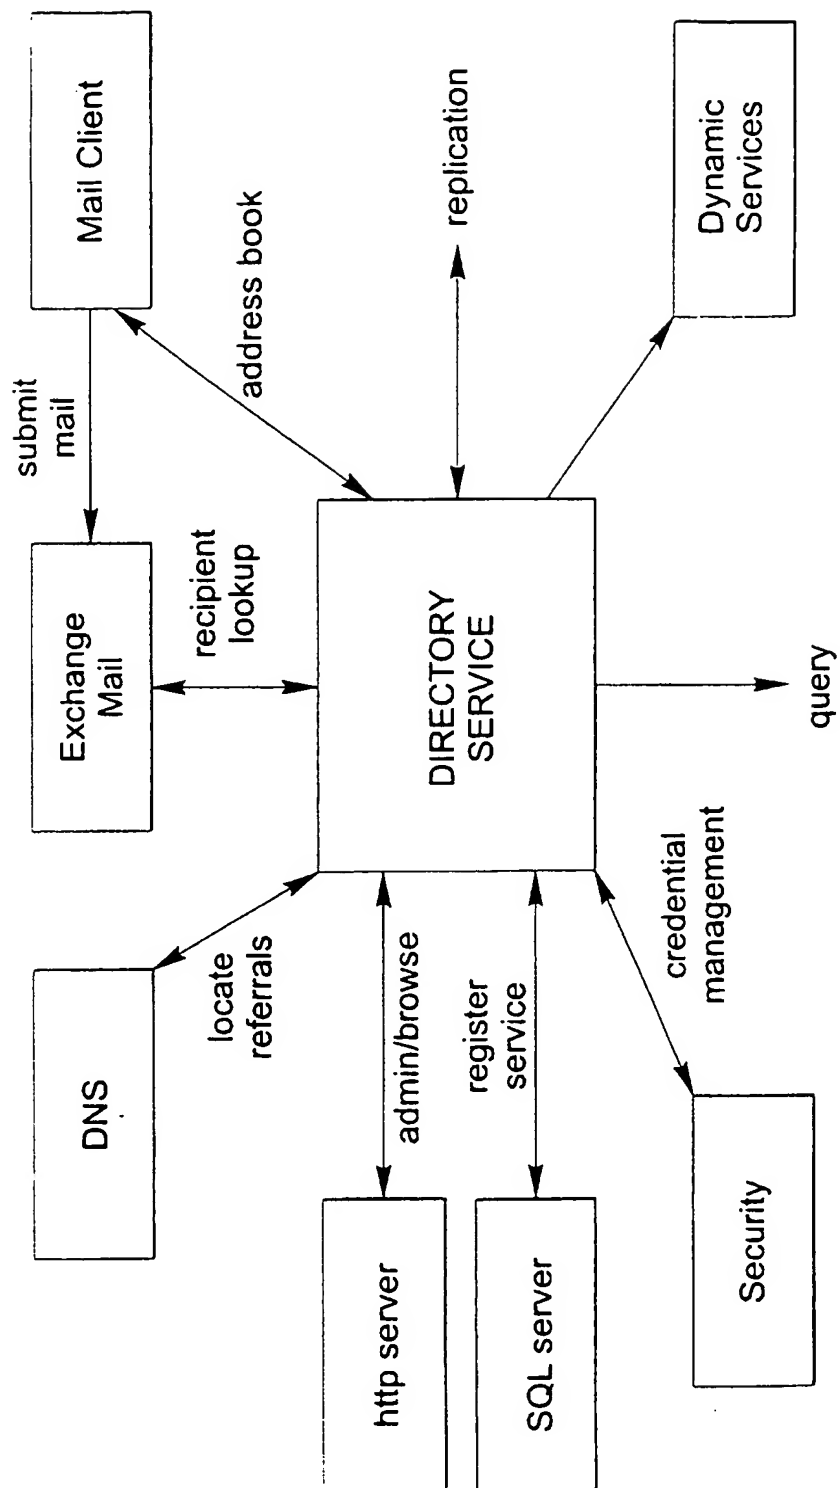 DNS
Exchange
Mail
Mail Client
submit
mail
locate
referrals
recipient
lookup
address book
http server
admin/browse
DIRECTORY
SERVICE
replication
SQL server
register
service
Security
credential
management
query
Dynamic
Services